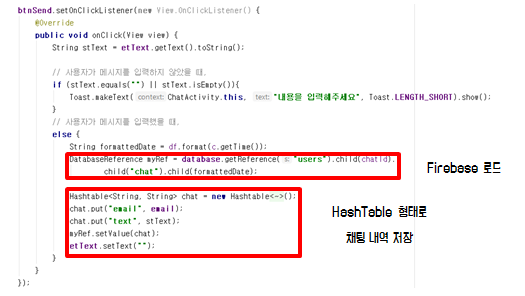 btnSend.setOnClickListener(new View.OnClickListener() {
@Override
public void onClick(View view) {
String stText = etText.getText().toString();
// 사용자가 메시지를 입력하지 않았을 때.
if (stText.equals("") || stText.isEmpty()){
Toast.makeText( context: ChatActivity.this, text: "내용을 입력해주세요", Toast.LENGTH_SHORT).show();
}
// 사용자가 메시지를 입력했을 때.
else {
String formattedDate = df.format(c.getTime());
DatabaseReference myRef = database.getReference( s: "users").child(chatId).
child("chat").child(formattedDate);
Firebase 로드
Hashtable<String, String> chat = new Hashtable<~>();
chat.put("email", email);
chat.put("text", stText);
myRef.setValue(chat);
etText.setText("");
HashTable 형태로
채팅 내역 저장
}
}
});